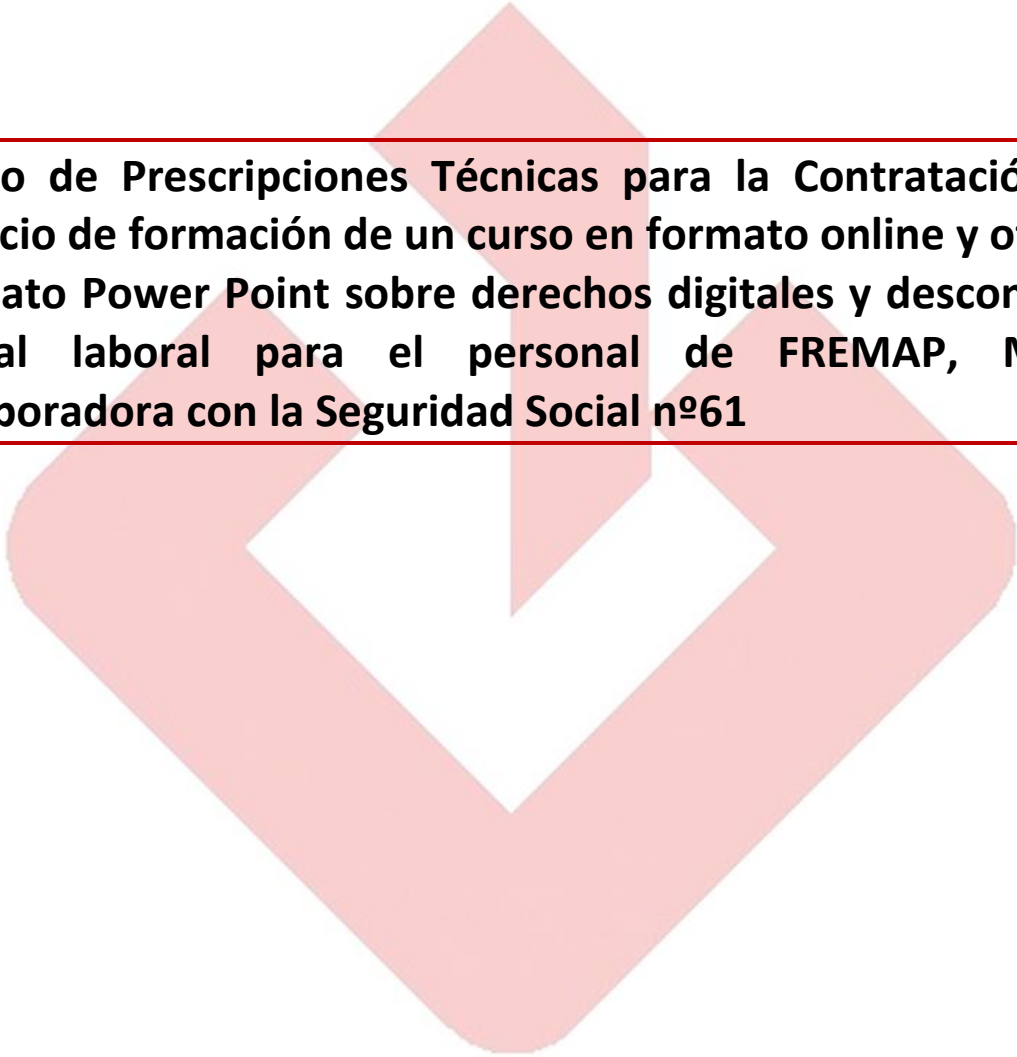 o de Prescripciones Técnicas para la Contratació
cio de formación de un curso en formato online y o
ato Power Point sobre derechos digitales y descon
al laboral para el personal de FREMAP, M
boradora con la Seguridad Social nº61